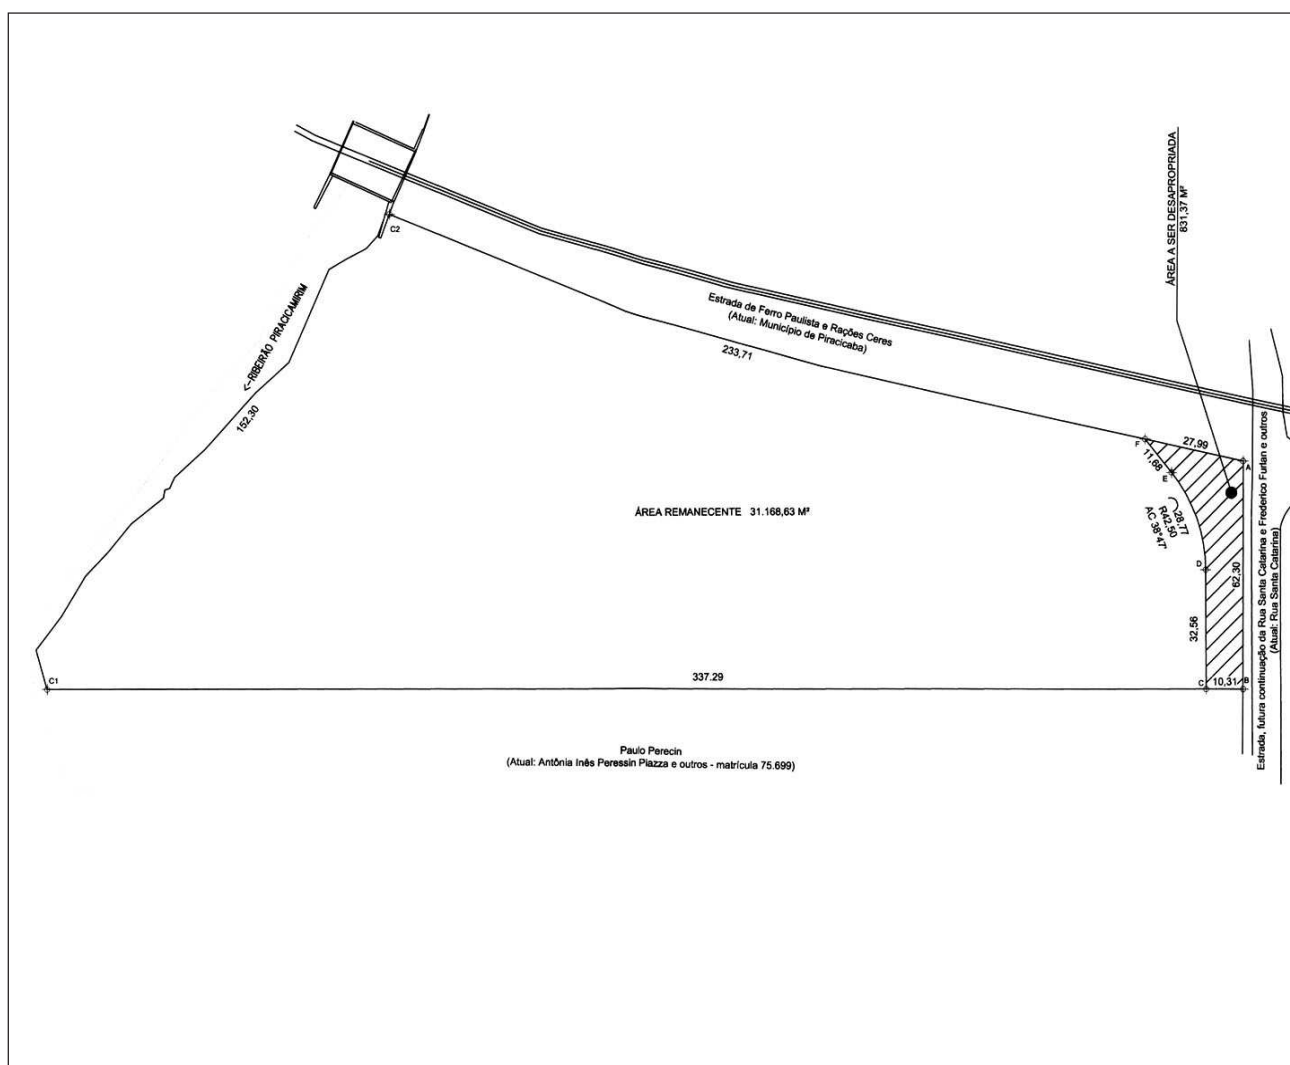 ÁREA A SER DESAPROPRIADA
831,37 M²
C2
<-RIBEIRÃO PIRACICAMIRIM
152,30
Estrada de Ferro Paulista e Rações Ceres
(Atual: Município de Piracicaba)
233,71
F
27,99
A
11,68
E
28,77
R42,50
AC 38°47'
ÁREA REMANECENTE 31.168,63 M²
D
62,30
32,56
Estrada, futura continuação da Rua Santa Catarina e Frederico Furlan e outros
(Atual: Rua Santa Catarina)
C1
337.29
C
10,31
B
Paulo Perecin
(Atual: Antônia Inês Peressin Piazza e outros - matrícula 75.699)